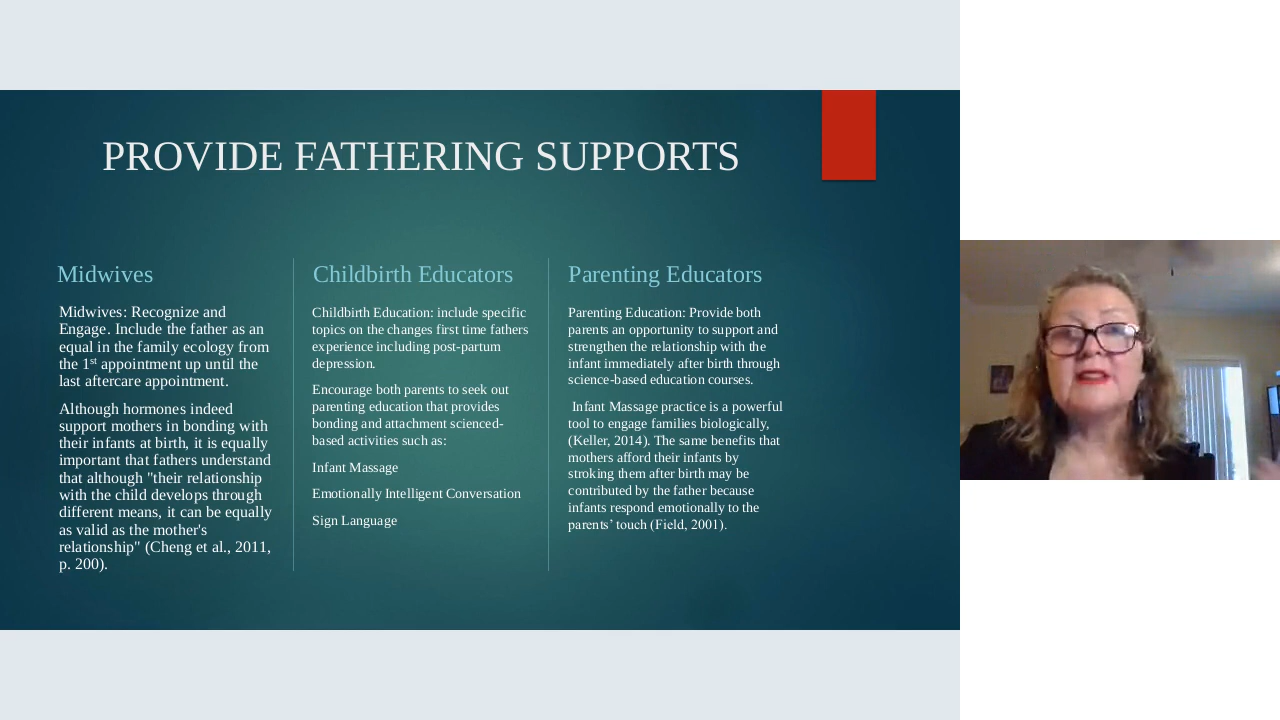 PROVIDE FATHERING SUPPORTS
Midwives
Midwives: Recognize and
Engage. Include the father as an
equal in the family ecology from
the 1st appointment up until the
last aftercare appointment.
Although hormones indeed
support mothers in bonding with
their infants at birth, it is equally
important that fathers understand
that although "their relationship
with the child develops through
different means, it can be equally
as valid as the mother's
relationship" (Cheng et al., 2011,
p. 200).
Childbirth Educators
Childbirth Education: include specific
topics on the changes first time fathers
experience including post-partum
depression.
Encourage both parents to seek out
parenting education that provides
bonding and attachment scienced-
based activities such as:
Infant Massage
Emotionally Intelligent Conversation
Sign Language
Parenting Educators
Parenting Education: Provide both
parents an opportunity to support and
strengthen the relationship with the
infant immediately after birth through
science-based education courses.
Infant Massage practice is a powerful
tool to engage families biologically,
(Keller, 2014). The same benefits that
mothers afford their infants by
stroking them after birth may be
contributed by the father because
infants respond emotionally to the
parents’ touch (Field, 2001).